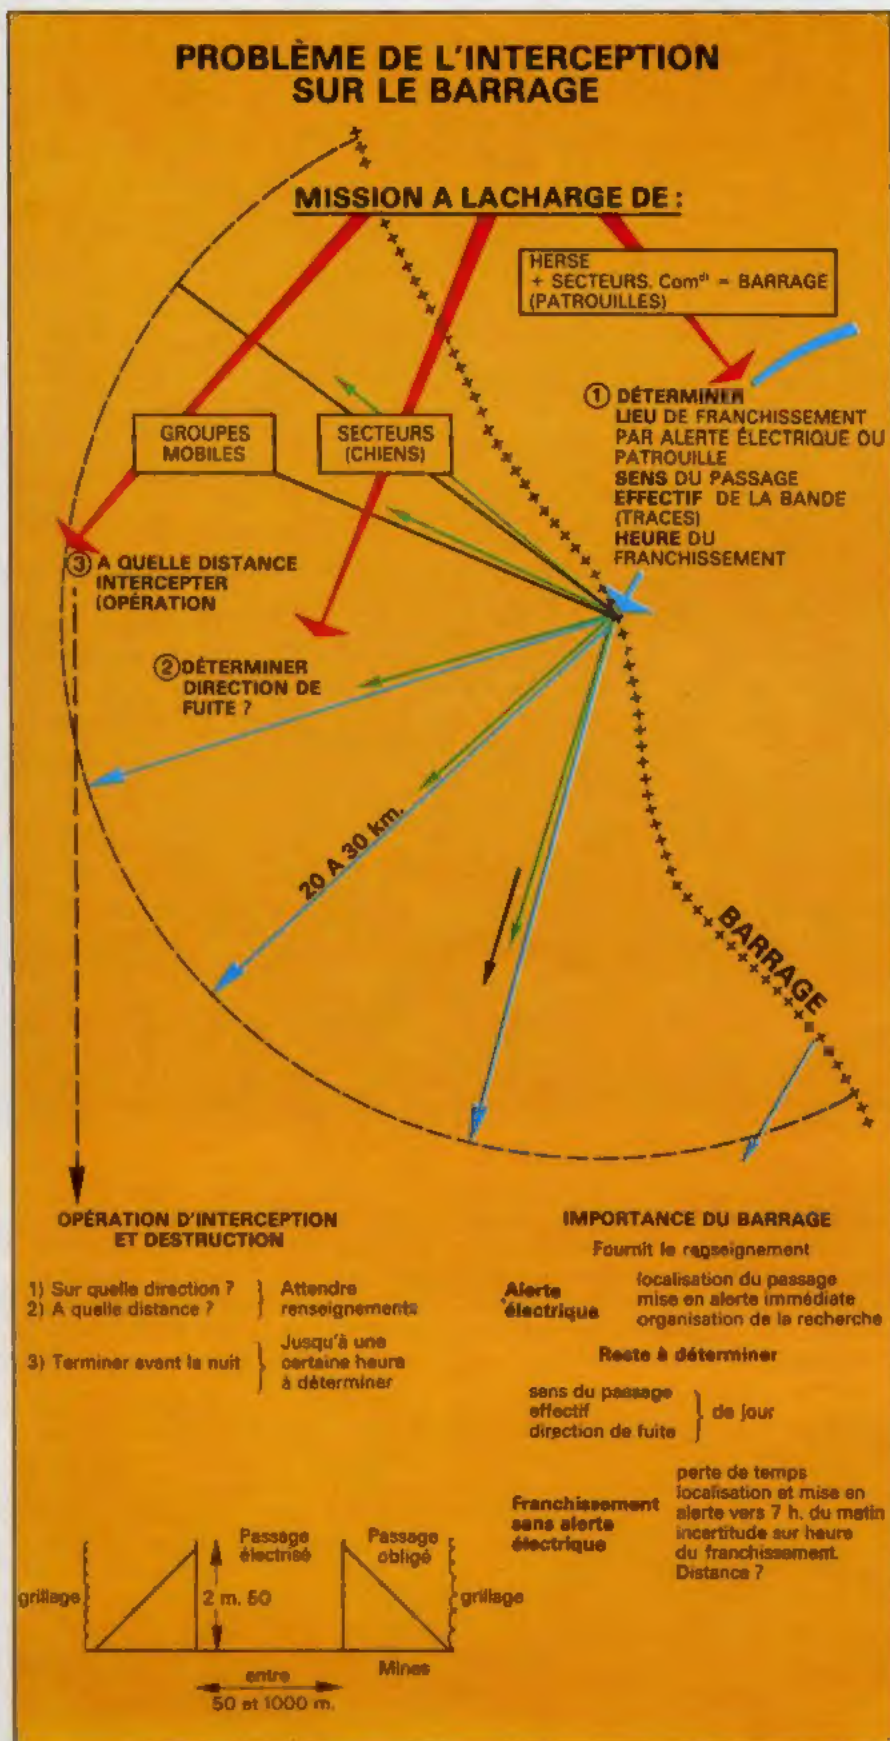 PROBLÈME DE L'INTERCEPTION
SUR LE BARRAGE
MISSION A LACHARGE DE :
HERSE
+ SECTEURS. Comdt = BARRAGE
(PATROUILLES)
① DÉTERMINER
LIEU DE FRANCHISSEMENT
PAR ALERTE ÉLECTRIQUE OU
PATROUILLE
SENS DU PASSAGE
EFFECTIF DE LA BANDE
(TRACES)
HEURE DU
FRANCHISSEMENT
GROUPES
MOBILES
SECTEURS
(CHIENS)
③ A QUELLE DISTANCE
INTERCEPTER
(OPÉRATION
② DÉTERMINER
DIRECTION DE
FUITE ?
20 A 30 km.
BARRAGE
OPÉRATION D'INTERCEPTION
ET DESTRUCTION
1) Sur quelle direction ?
2) A quelle distance ?
Attendre
renseignements
3) Terminer avant la nuit
Jusqu'à une
certaine heure
à déterminer
IMPORTANCE DU BARRAGE
Fournit le renseignement
Alerte
électrique
localisation du passage
mise en alerte immédiate
organisation de la recherche
Reste à déterminer
sens du passage
effectif
direction de fuite
de jour
Franchissement
sans alerte
électrique
perte de temps
localisation et mise en
alerte vers 7 h. du matin
incertitude sur heure
du franchissement.
Distance ?
grillage
Passage
électrisé
2 m. 50
Passage
obligé
grillage
Mines
entre
50 et 1000 m.